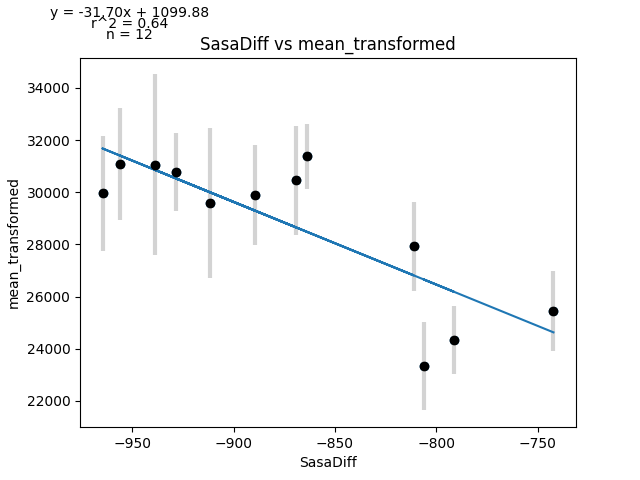 y = -31.70x + 1099.88
r^2 = 0.64
n = 12
SasaDiff vs mean_transformed
34000
32000
30000
28000
26000
24000
22000
mean_transformed
−950
−900
−850
−800
−750
SasaDiff